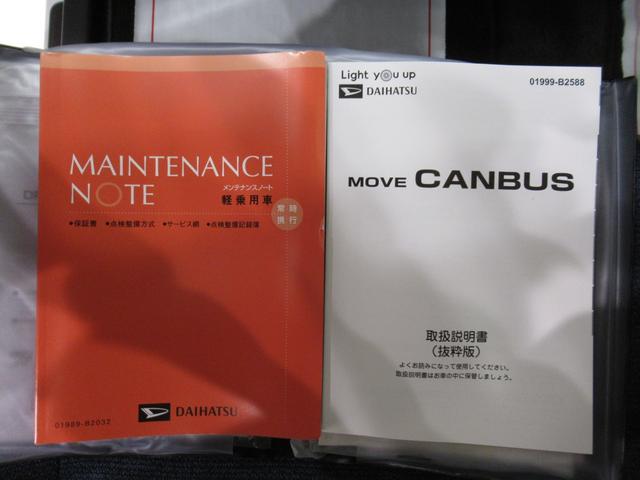 MAINTENANCE
NOTE
メンテナンスノート
軽乗用車
常時
携行
●保証書 ●点検整備方式 ●サービス網 ●点検整備記録簿
DAIHATSU
01989-B2032
Light you up
DAIHATSU
01999-B2588
MOVE CANBUS
取扱説明書
（抜粋版）
よくお読みになって使用してください。
取扱説明書はお車の中に保管しましょう。